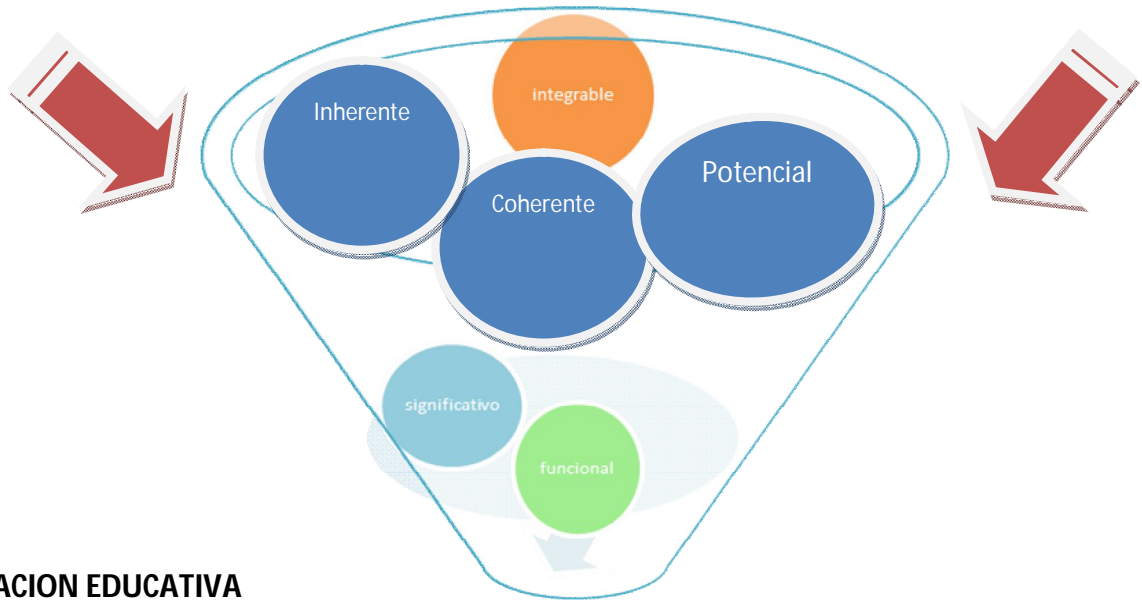 integrable
Inherente
Potencial
Coherente
significativo
funcional
ACION EDUCATIVA